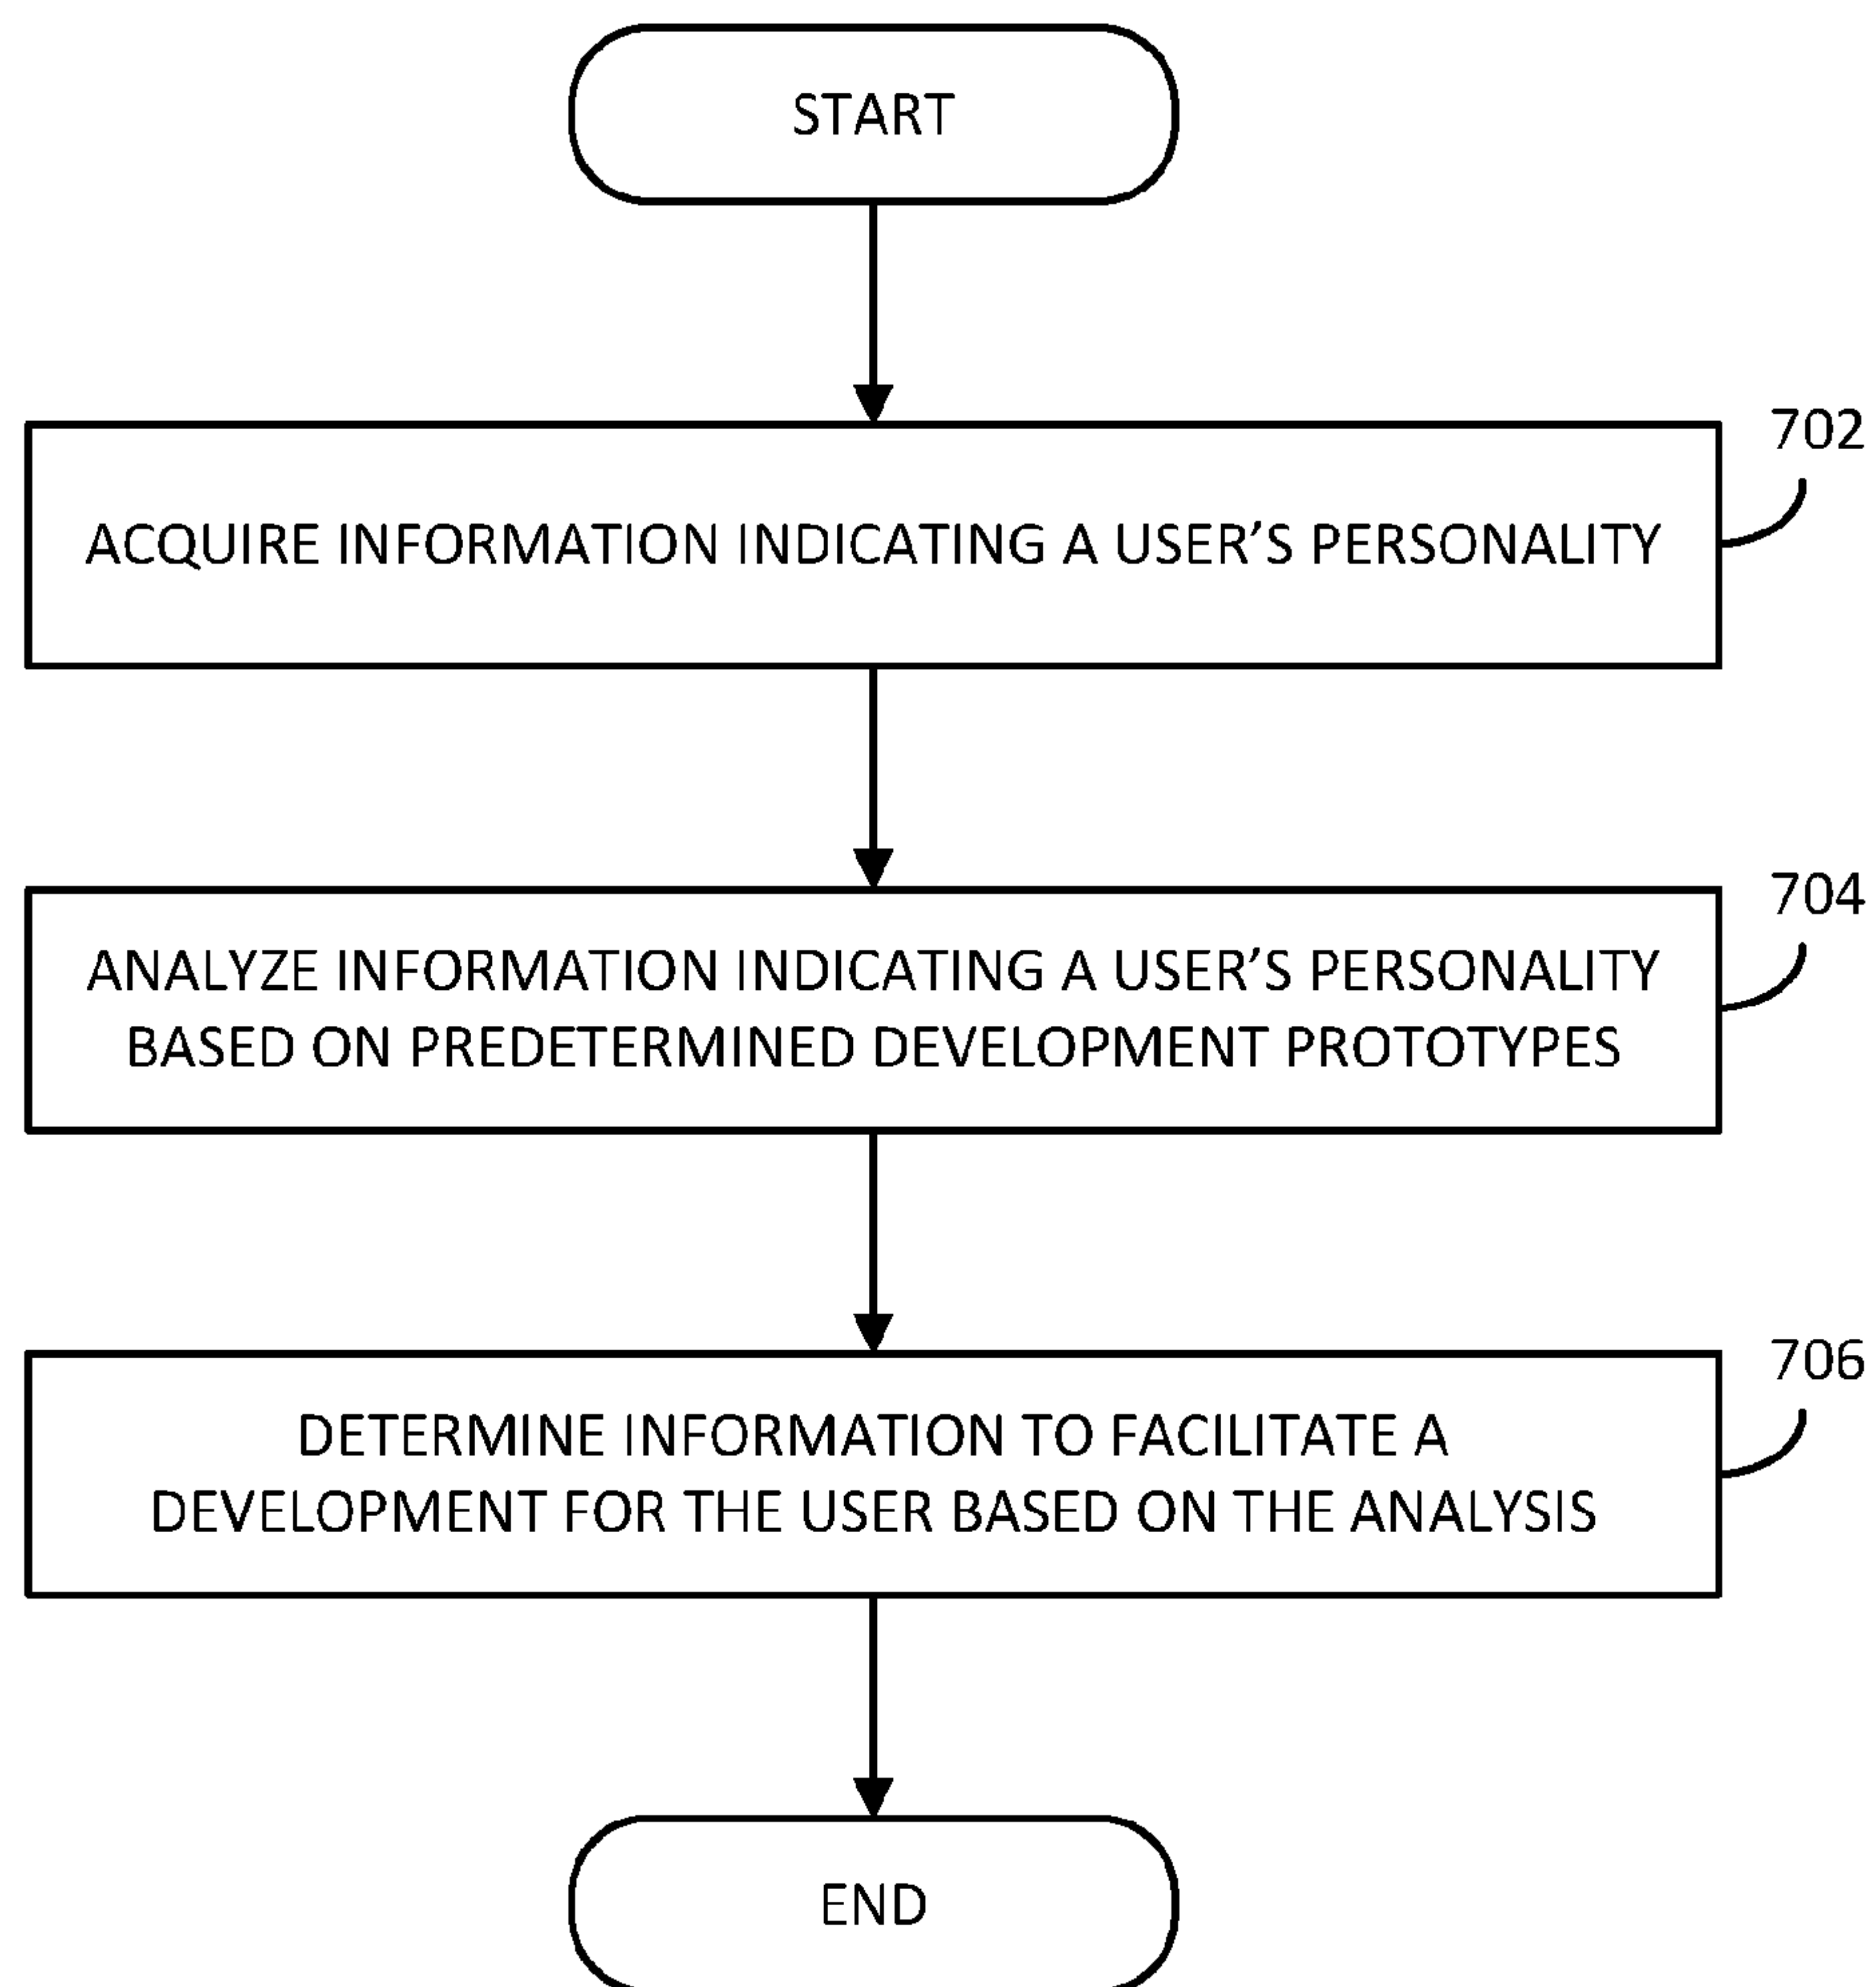 START
702
ACQUIRE INFORMATION INDICATING A USER’S PERSONALITY
704
ANALYZE INFORMATION INDICATING A USER’S PERSONALITY
BASED ON PREDETERMINED DEVELOPMENT PROTOTYPES
706
DETERMINE INFORMATION TO FACILITATE A
DEVELOPMENT FOR THE USER BASED ON THE ANALYSIS
END